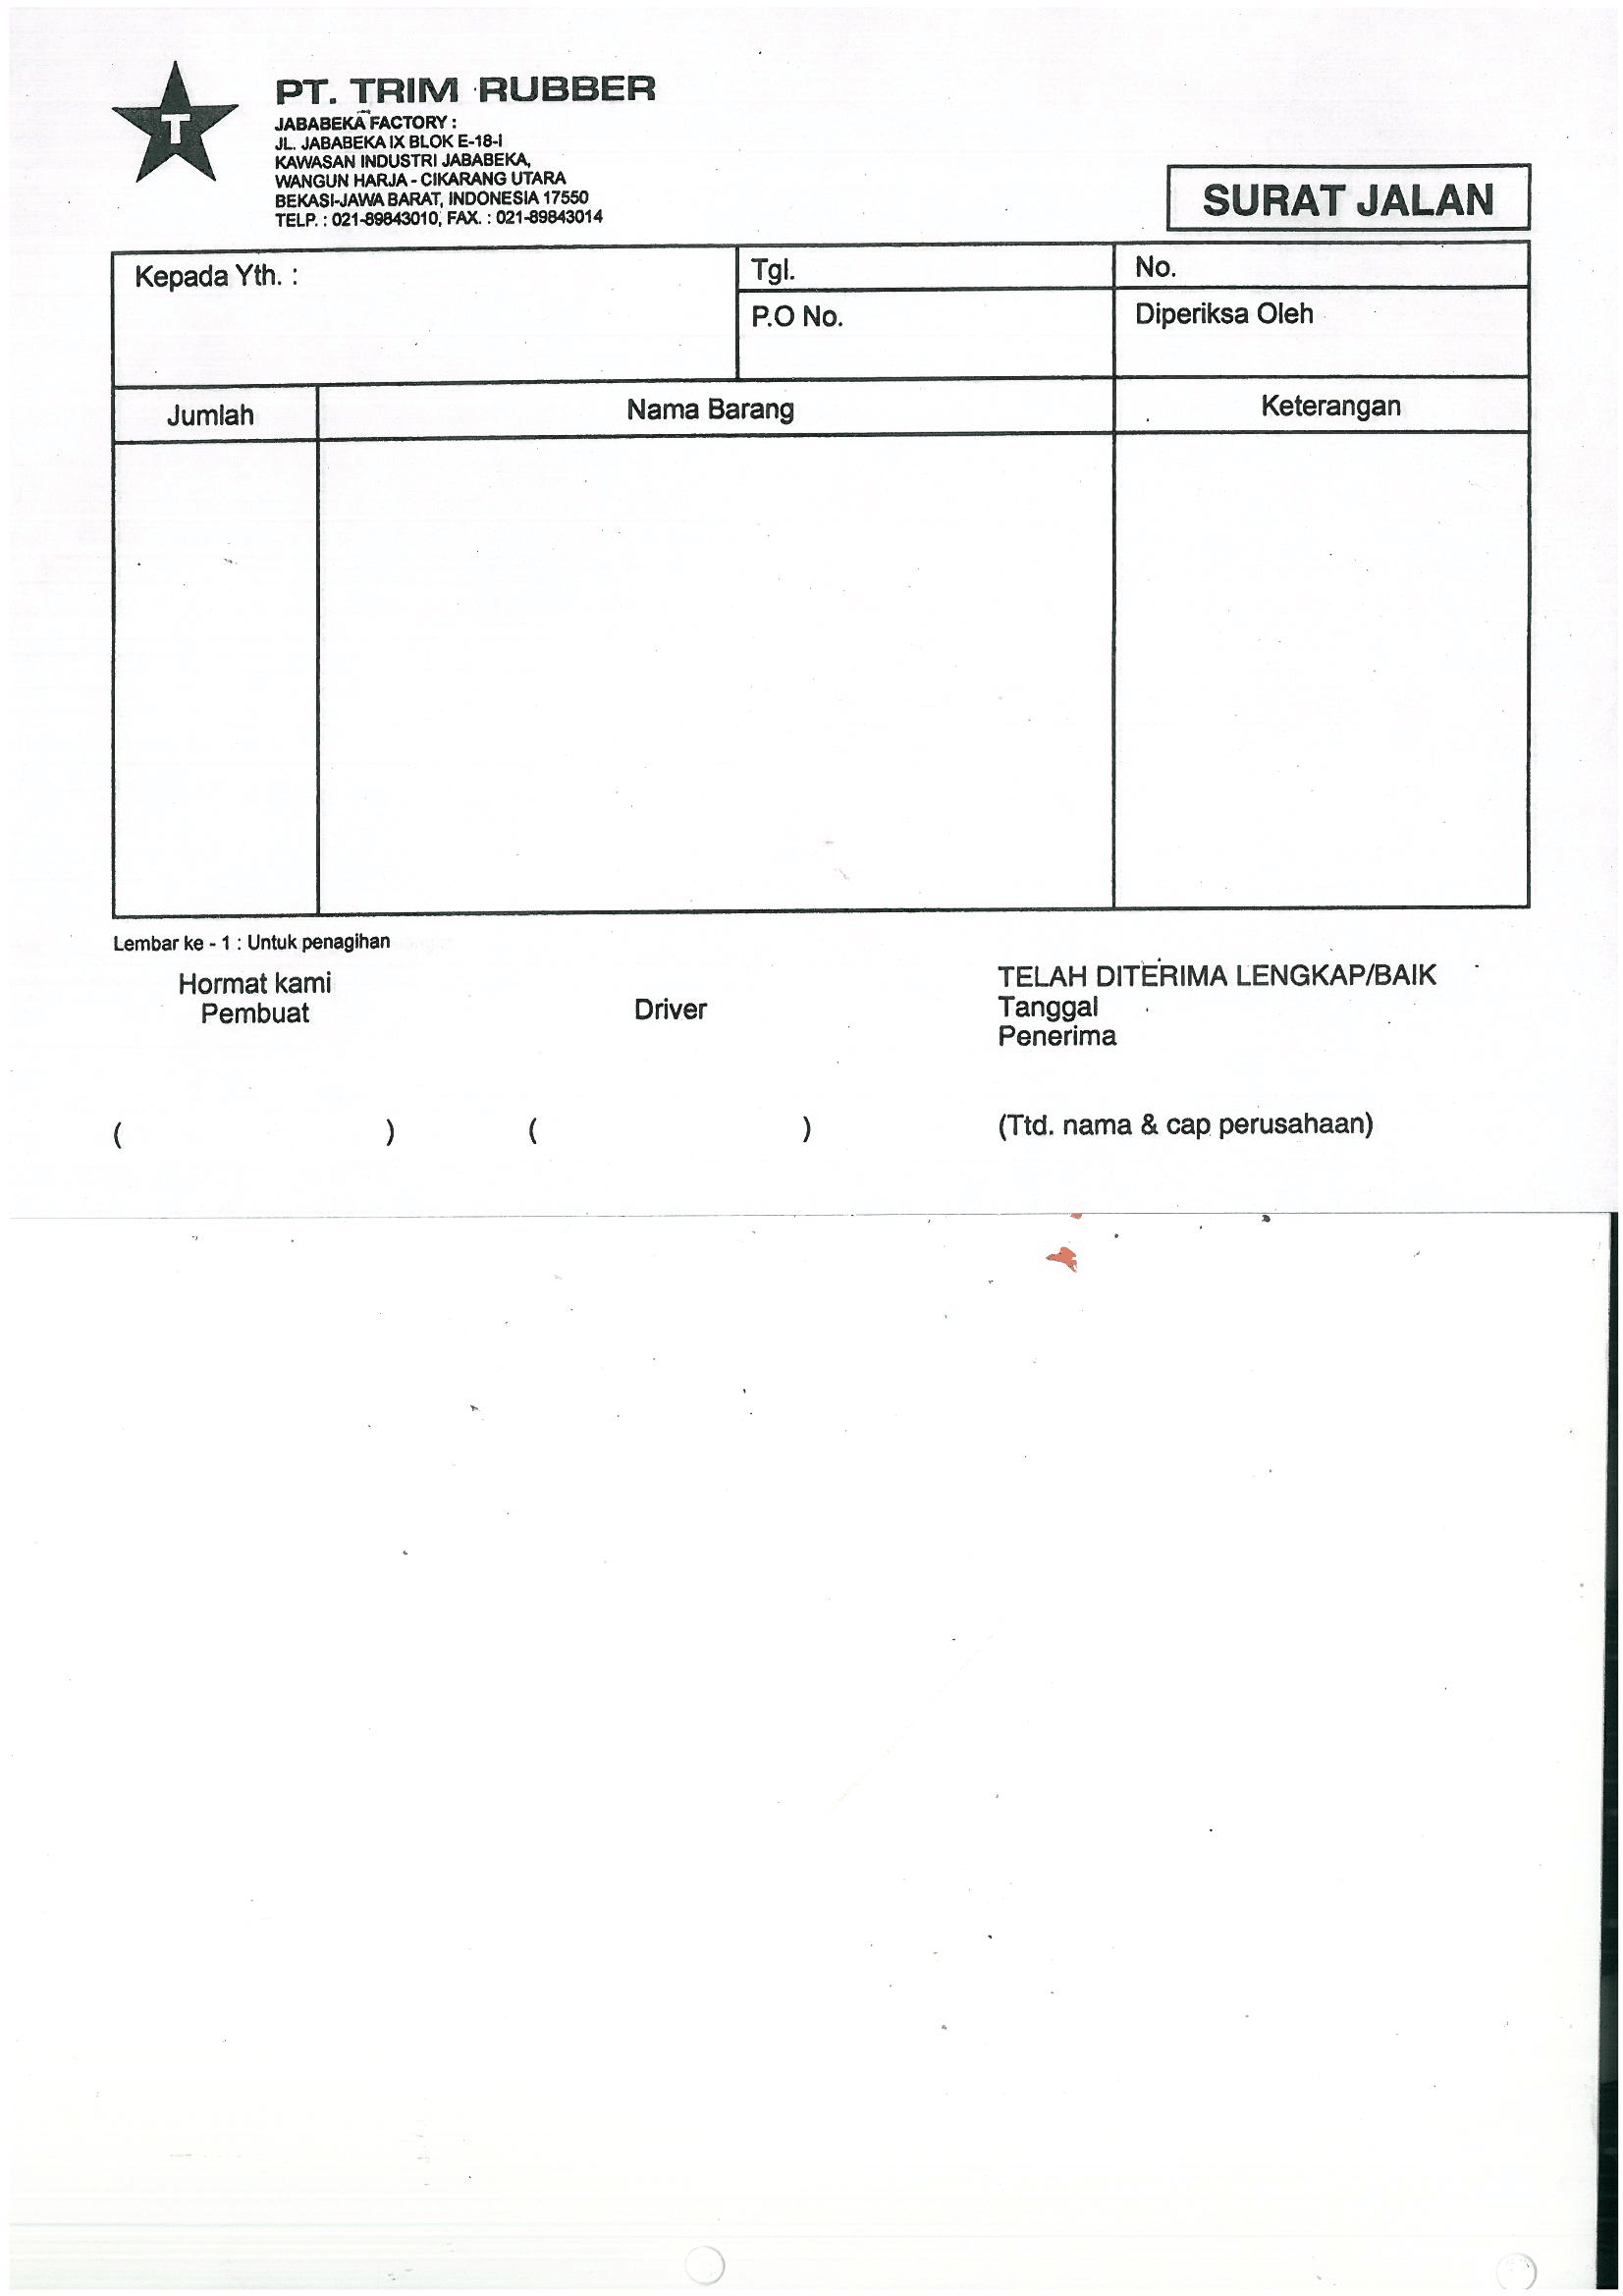 T
PT. TRIM RUBBER
JABABEKA FACTORY :
JL. JABABEKA IX BLOK E-18-I
KAWASAN INDUSTRI JABABEKA,
WANGUN HARJA - CIKARANG UTARA
BEKASI-JAWA BARAT, INDONESIA 17550
TELP. : 021-89843010, FAX. : 021-89843014
SURAT JALAN
Kepada Yth. :
Tgl.
No.
P.O No.
Diperiksa Oleh
Jumlah
Nama Barang
Keterangan
Lembar ke - 1 : Untuk penagihan
Hormat kami
Pembuat
Driver
TELAH DITERIMA LENGKAP/BAIK
Tanggal
Penerima
( )
( )
(Ttd. nama & cap perusahaan)